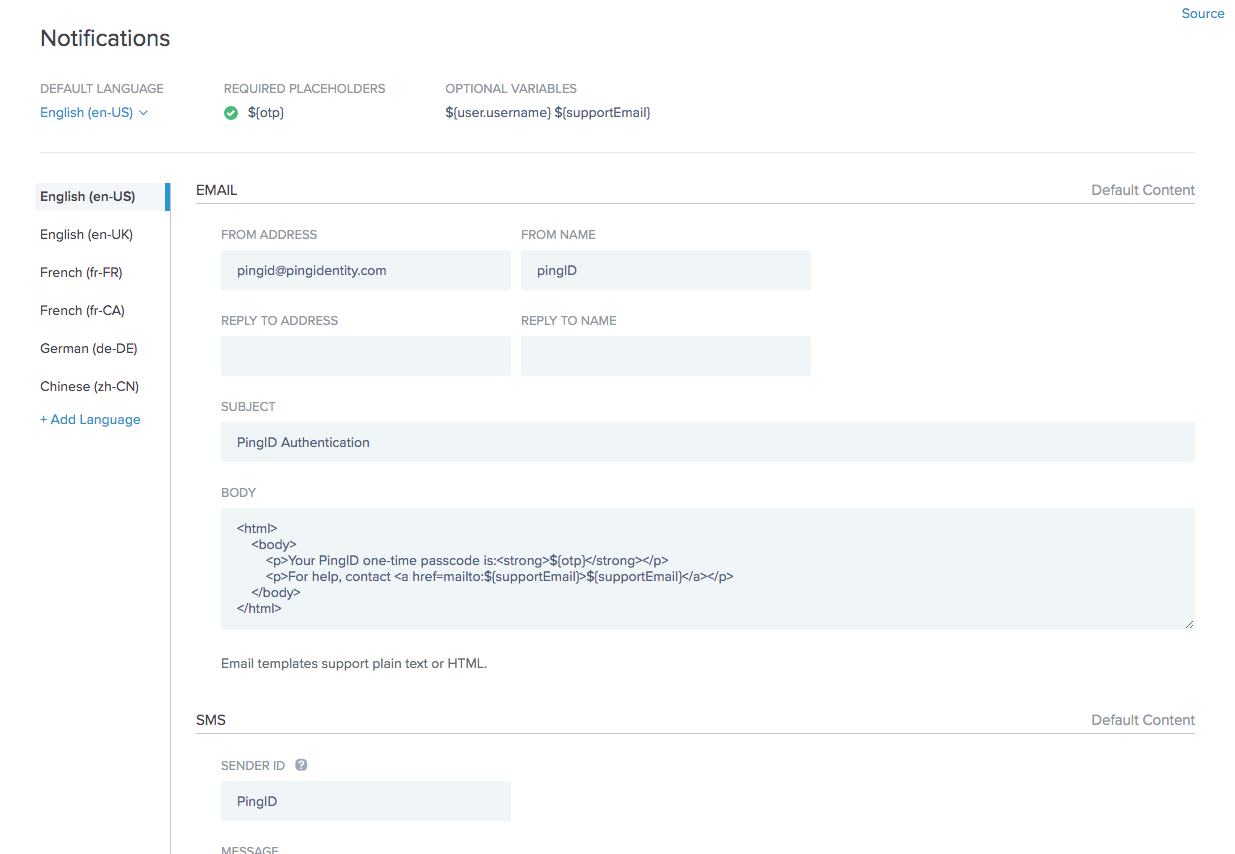 Source
Notifications
DEFAULT LANGUAGE
English (en-US)
REQUIRED PLACEHOLDERS
${otp}
OPTIONAL VARIABLES
${user.username} ${supportEmail}
English (en-US)
English (en-UK)
French (fr-FR)
French (fr-CA)
German (de-DE)
Chinese (zh-CN)
+ Add Language
EMAIL
Default Content
FROM ADDRESS
pingid@pingidentity.com
FROM NAME
pingID
REPLY TO ADDRESS
REPLY TO NAME
SUBJECT
PingID Authentication
BODY
<html>
<body>
<p>Your PingID one-time passcode is:<strong>${otp}</strong></p>
<p>For help, contact <a href=mailto:${supportEmail}>${supportEmail}</a></p>
</body>
</html>
Email templates support plain text or HTML.
SMS
Default Content
SENDER ID
?
PingID
MESSAGE